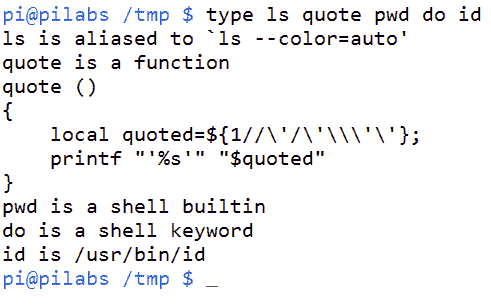 pi@pilabs /tmp $ type ls quote pwd do id
ls is aliased to `ls --color=auto'
quote is a function
quote ()
{
    local quoted=${1//\'/\'\\\'\'};
    printf "'%s'" "$quoted"
}
pwd is a shell builtin
do is a shell keyword
id is /usr/bin/id
pi@pilabs /tmp $ _